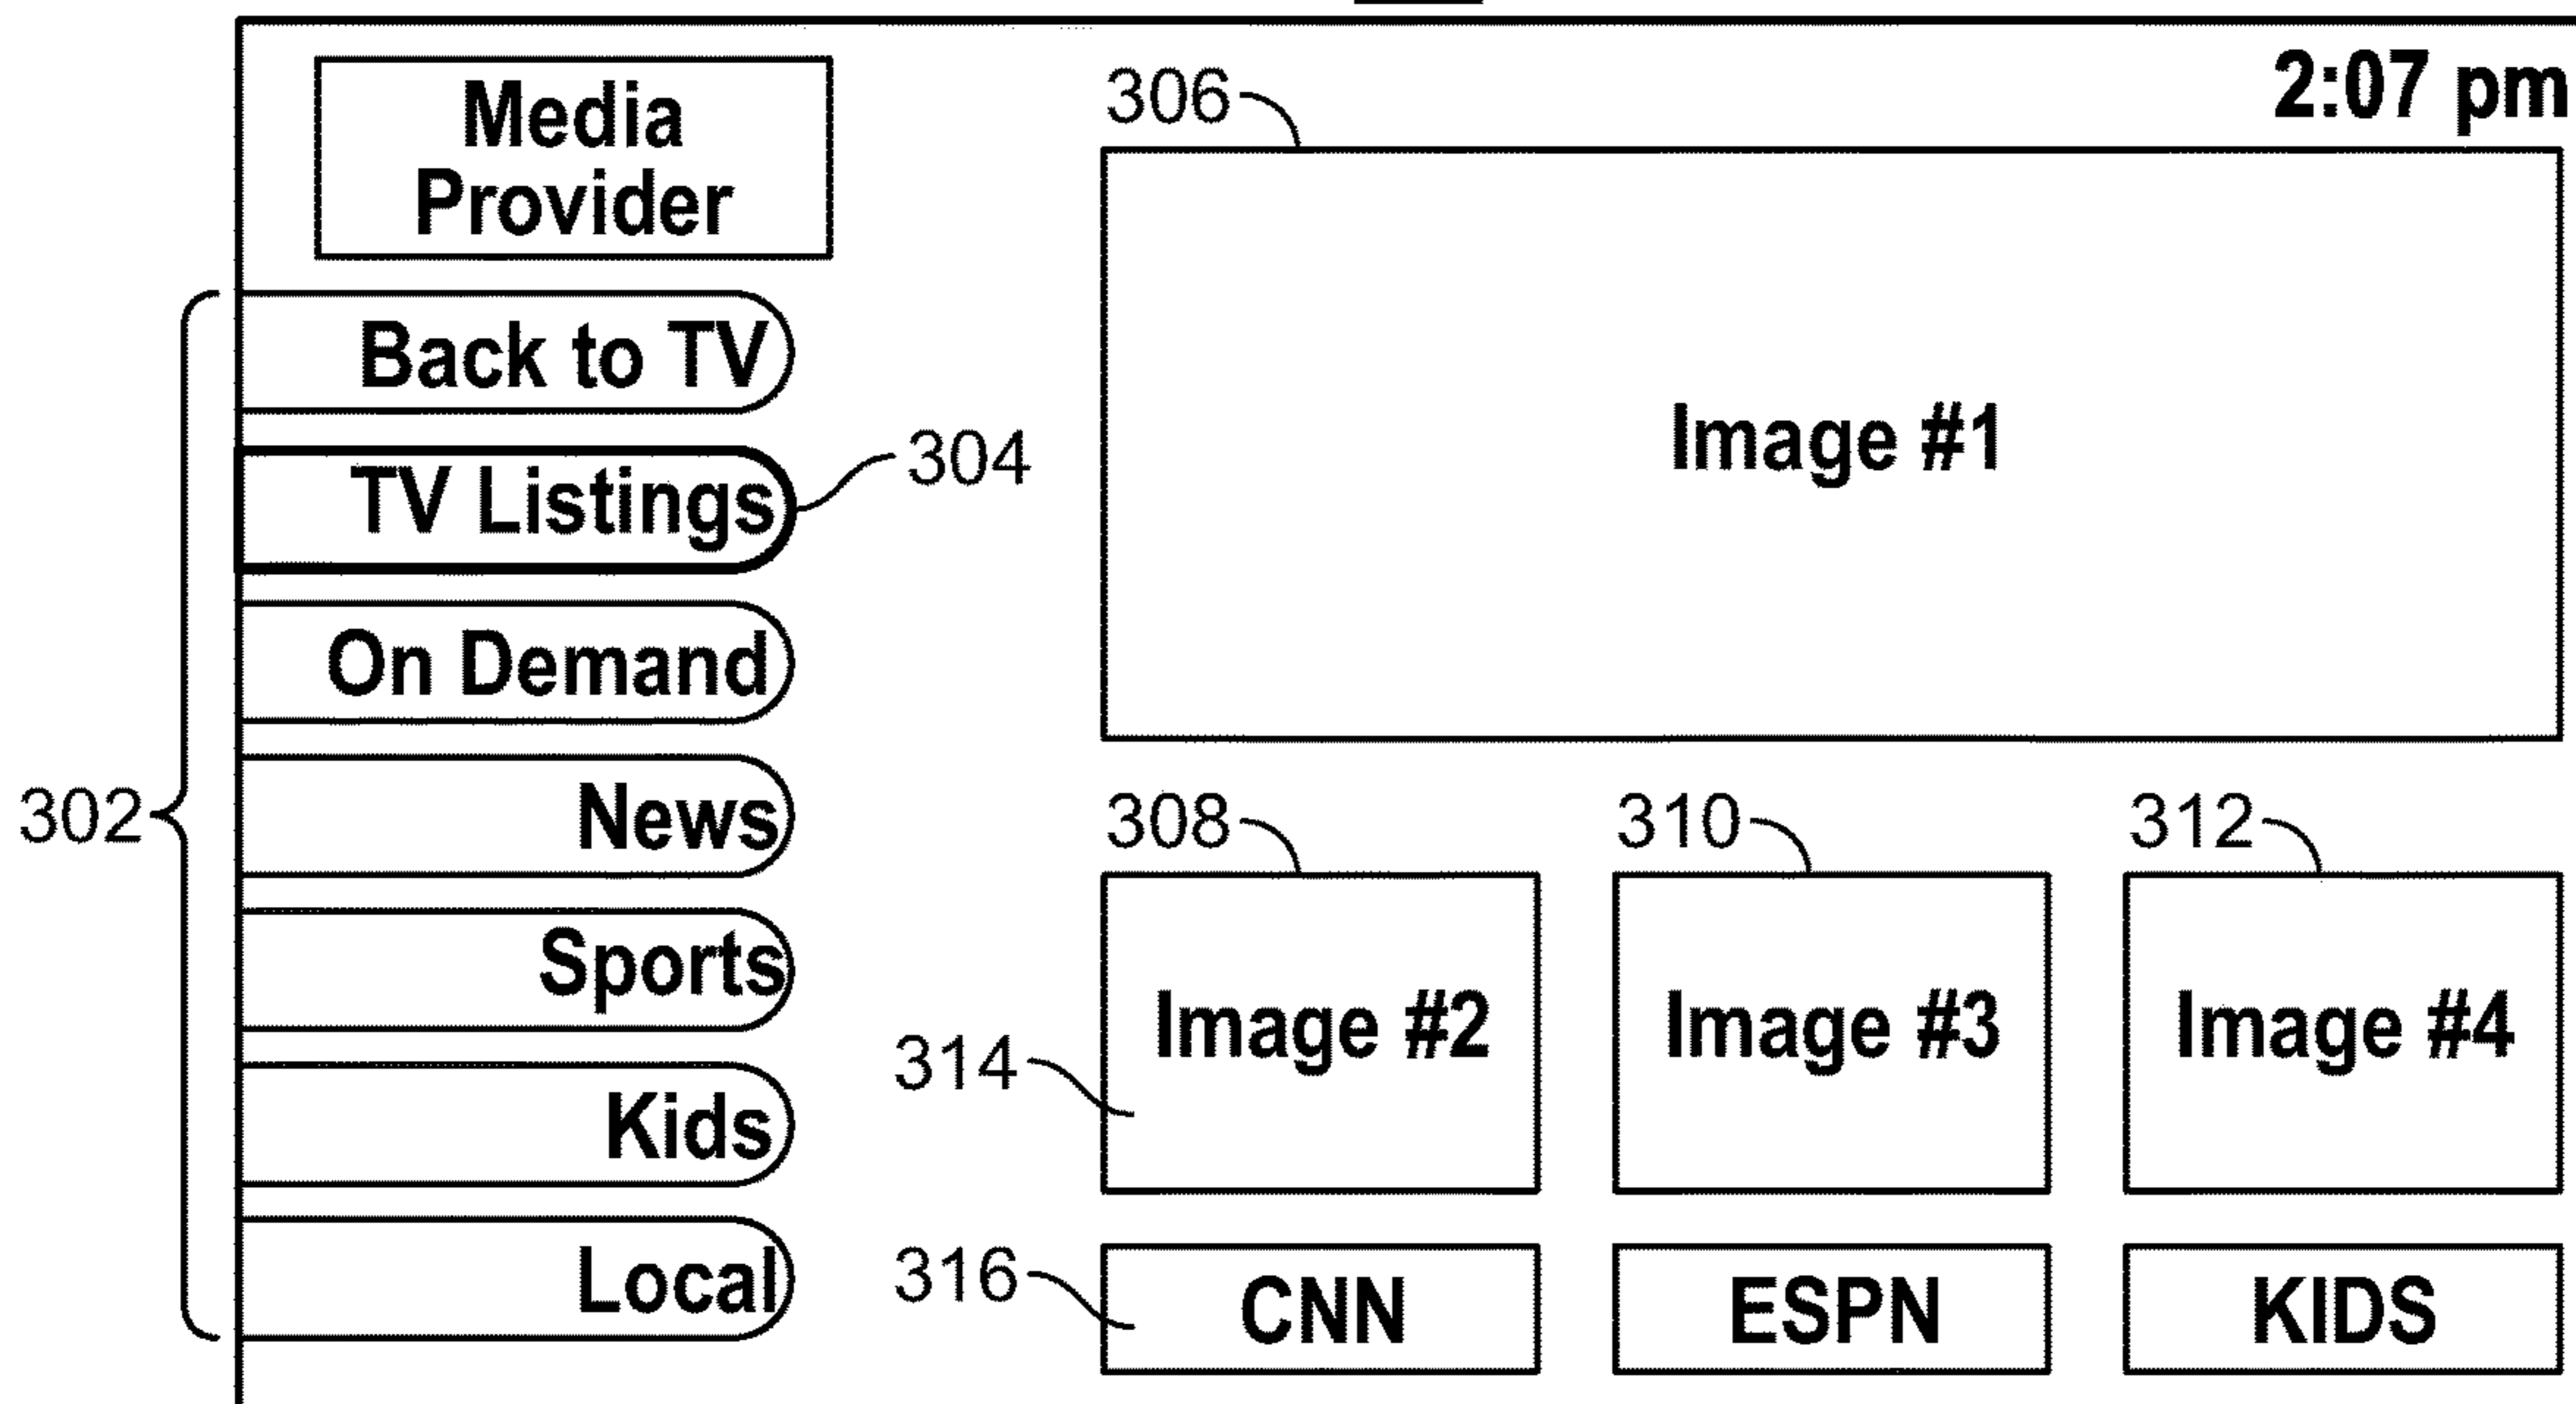 2:07 pm
Media
Provider
306
Back to TV
304
TV Listings
Image #1
On Demand
302
News
308
310
312
Sports
Image #2
Image #3
Image #4
314
Kids
Local
316
CNN
ESPN
KIDS